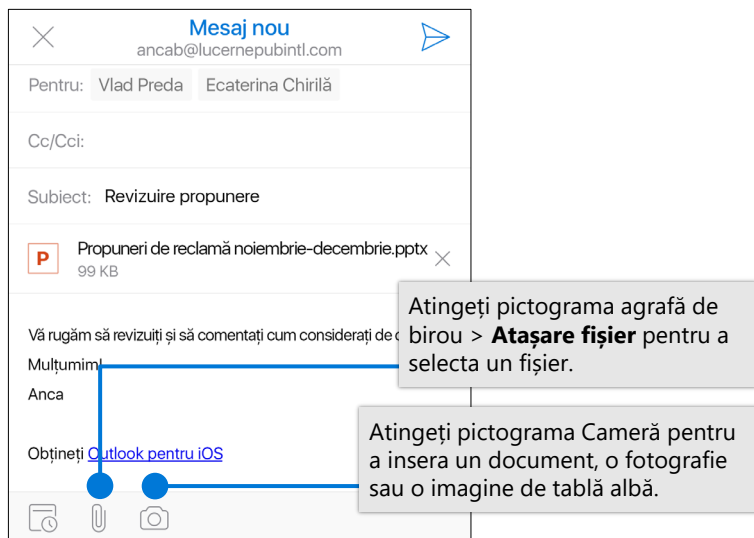 Mesaj nou
ancab@lucernepubintl.com
Pentru: Vlad Preda Ecaterina Chirilă
Cc/Cci:
Subiect: Revizuire propunere
P
Propuneri de reclamă noiembrie-decembrie.pptx
99 KB
Vă rugăm să revizuiți și să comentați cum considerați de
Mulțumim!
Anca
Obțineți Outlook pentru iOS
Atingeți pictograma agrafă de
birou > Atașare fișier pentru a
selecta un fișier.
Atingeți pictograma Cameră pentru
a insera un document, o fotografie
sau o imagine de tablă albă.